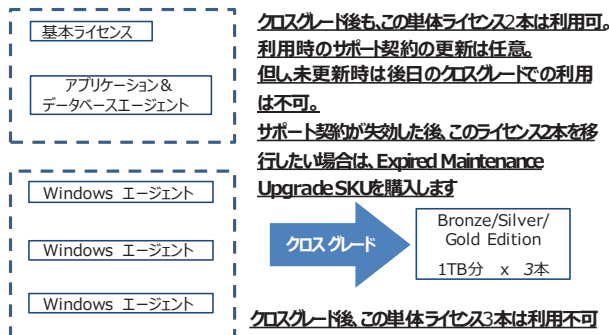 基本ライセンス
アプリケーション&
データベースエージェント
クロスグレード後も、この単体ライセンス2本は利用可。
利用時のサポート契約の更新は任意。
但し、未更新時は後日のクロスグレードでの利用
は不可。
サポート契約が失効した後、このライセンス2本を移
行したい場合は、Expired Maintenance
Upgrade SKUを購入します
Windows エージェント
Windows エージェント
Windows エージェント
クロスグレード
Bronze/Silver/
Gold Edition
1TB分 x 3本
クロスグレード後、この単体ライセンス3本は利用不可